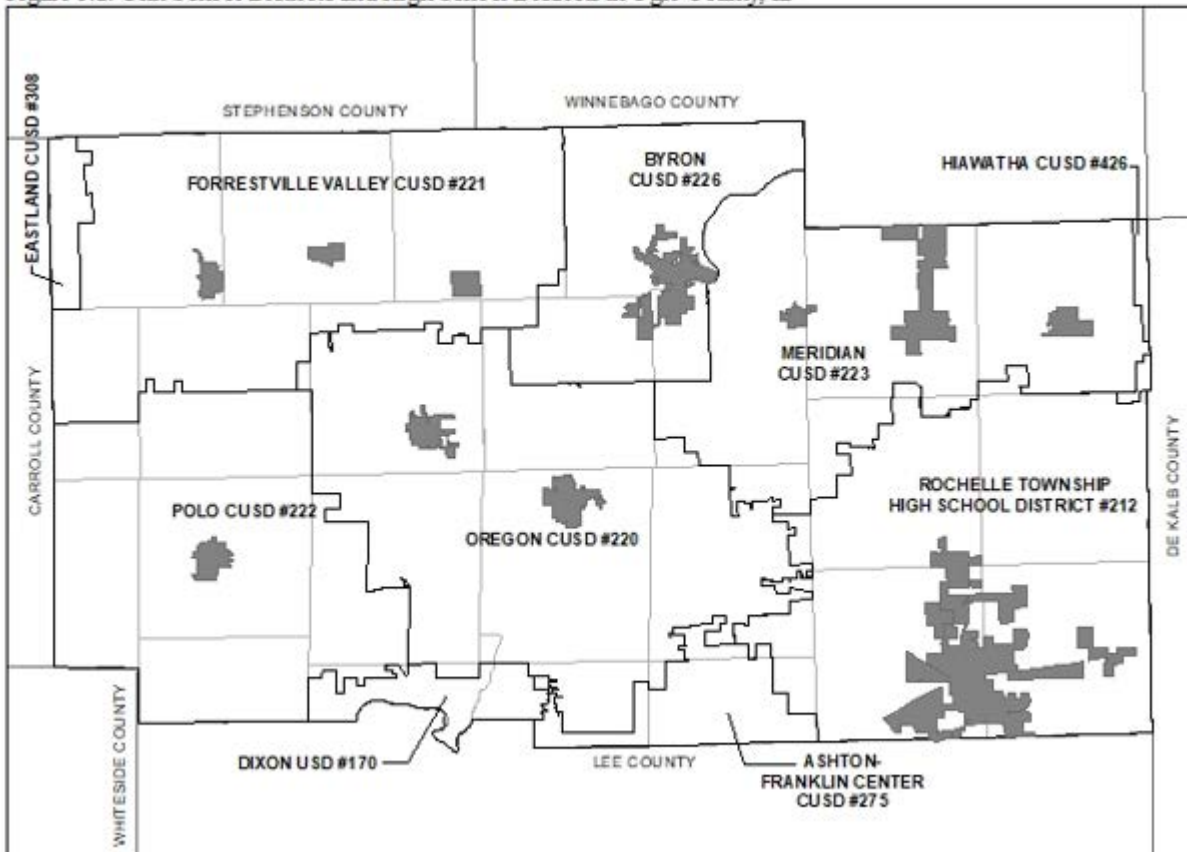 STEPHENSON COUNTY
WINNEBAGO COUNTY
EASTLAND CUSD #308
FORRESTVILLE VALLEY CUSD #221
BYRON
CUSD #226
HIAWATHA CUSD #426
MERIDIAN
CUSD #223
CARROLL COUNTY
POLO CUSD #222
OREGON CUSD #220
ROCHELLE TOWNSHIP
HIGH SCHOOL DISTRICT #212
DE KALB COUNTY
WHITESIDE COUNTY
DIXON USD #170
LEE COUNTY
ASHTON-
FRANKLIN CENTER
CUSD #275